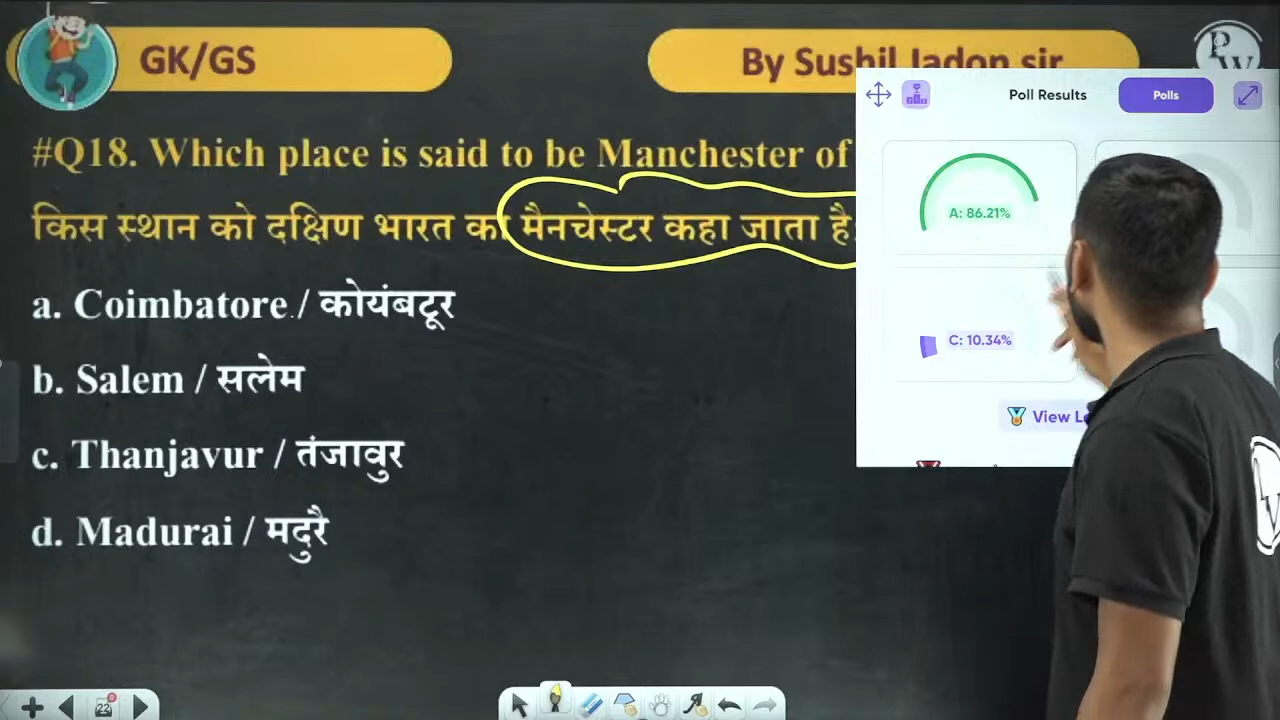 GK/GS
By Sushil Jadon sir
PW
Poll Results
Polls
#Q18. Which place is said to be Manchester of
किस स्थान को दक्षिण भारत का मैनचेस्टर कहा जाता है
A: 86.21%
a. Coimbatore / कोयंबटूर
C: 10.34%
b. Salem / सलेम
View
c. Thanjavur / तंजावुर
d. Madurai / मदुरै
22